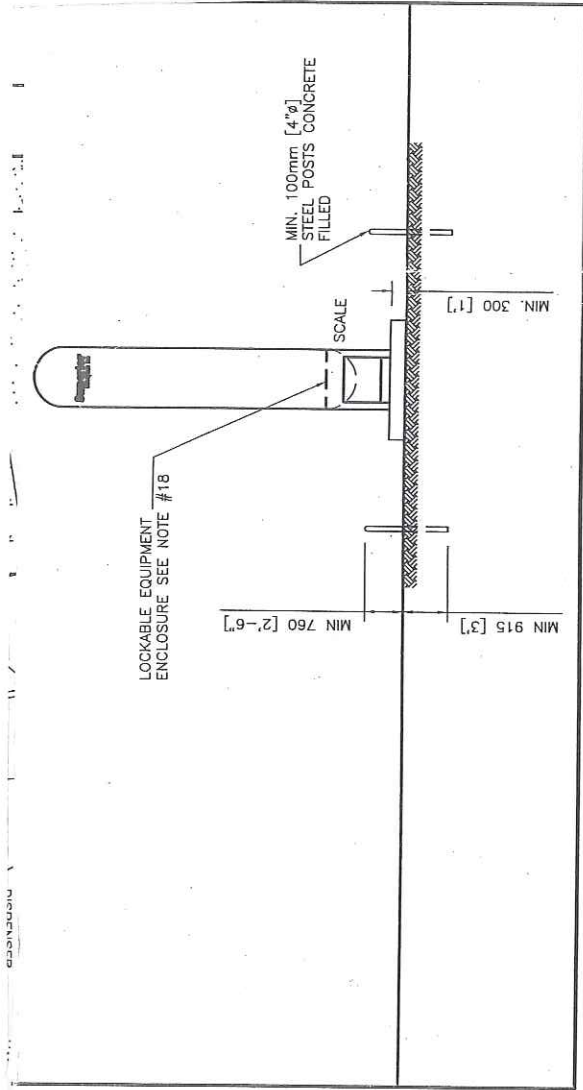 DISPENSER
LOCKABLE EQUIPMENT
ENCLOSURE SEE NOTE #18
SCALE
MIN. 100mm [4"ø]
STEEL POSTS CONCRETE
FILLED
MIN 760 [2'-6"]
MIN 915 [3']
MIN. 300 [1']